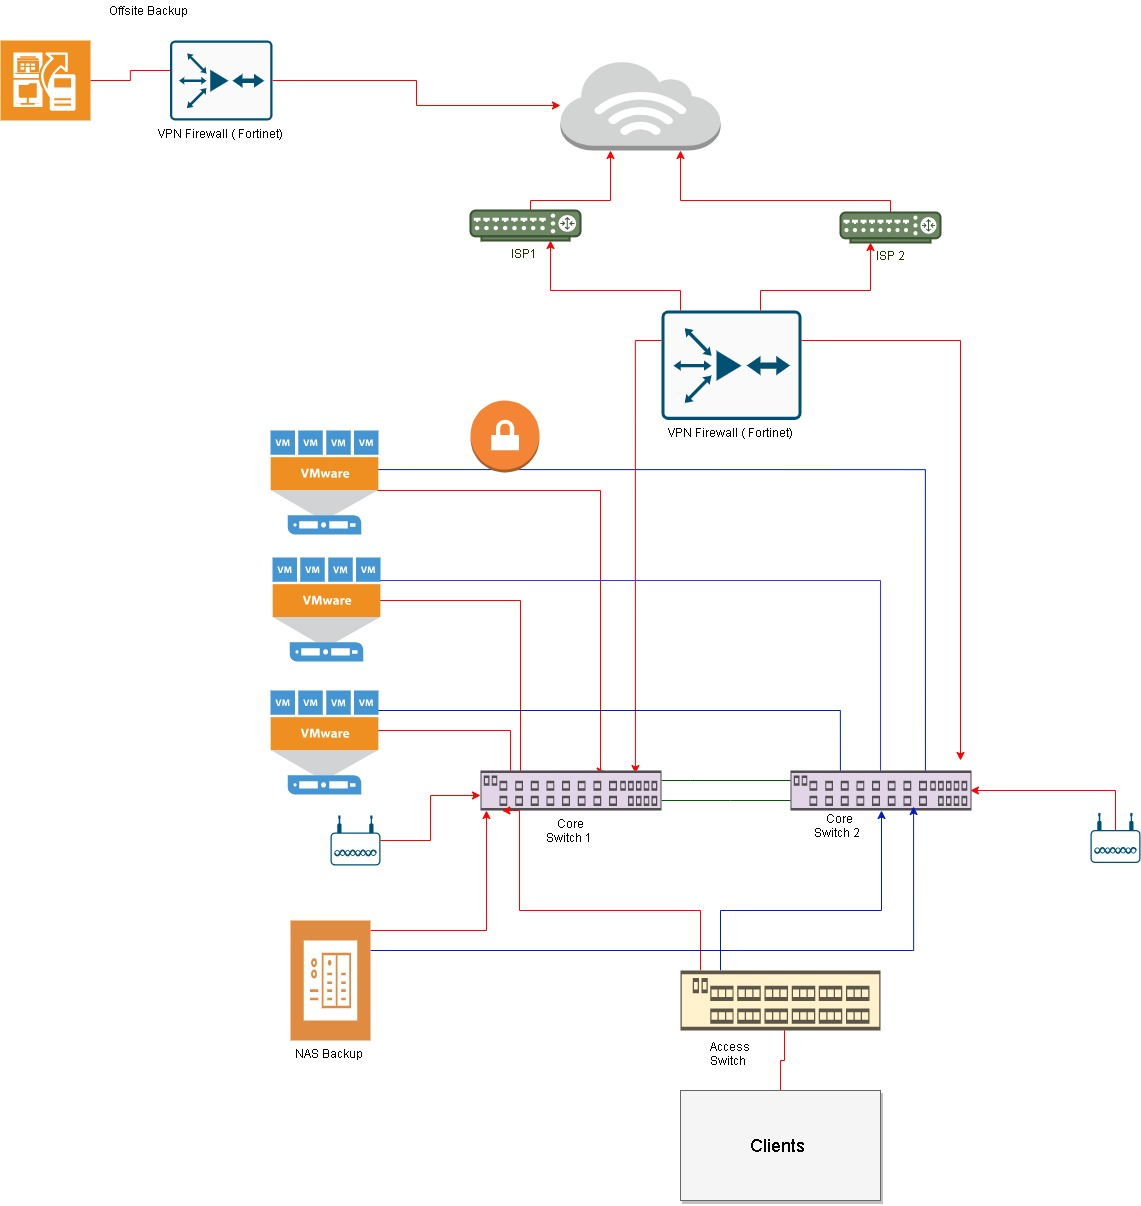 Offsite Backup
VPN Firewall ( Fortinet)
ISP1
ISP 2
VPN Firewall ( Fortinet)
VM VM VM VM
VMware
VM VM VM VM
VMware
VM VM VM VM
VMware
Core
Switch 1
Core
Switch 2
NAS Backup
Access
Switch
Clients